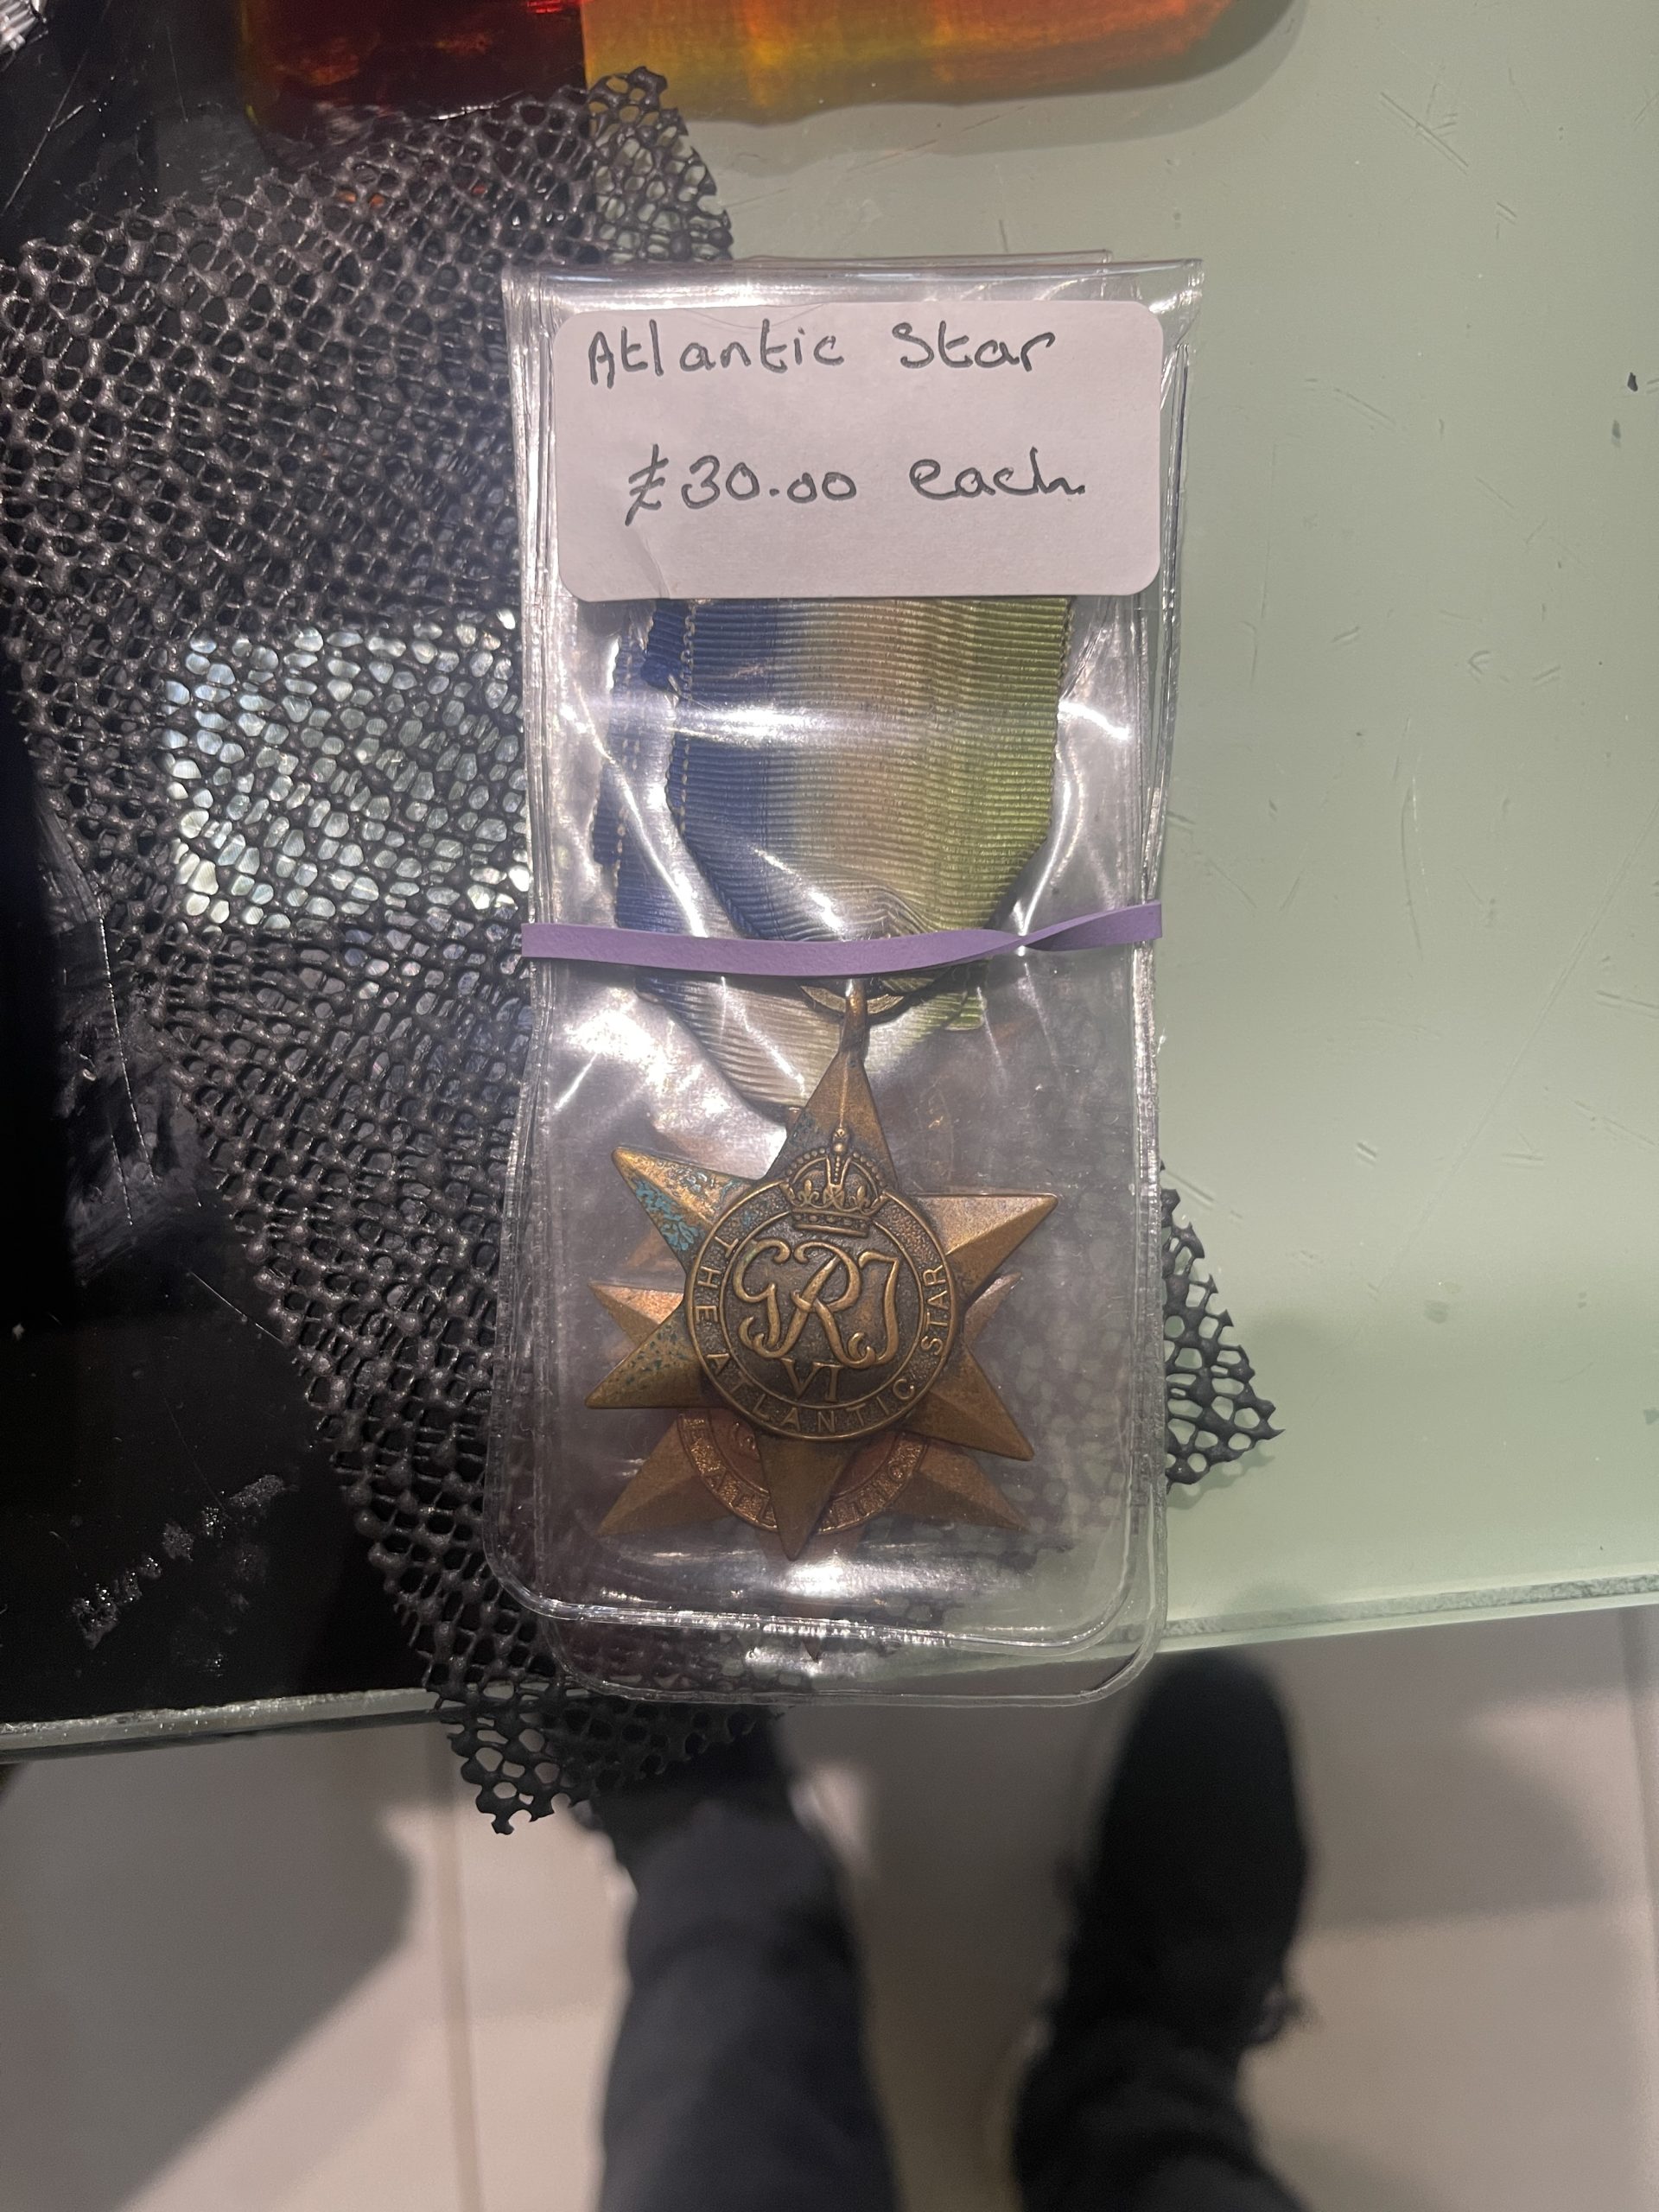 Atlantic Star
£30.00 each
GRI
VI
THE ATLANTIC STAR